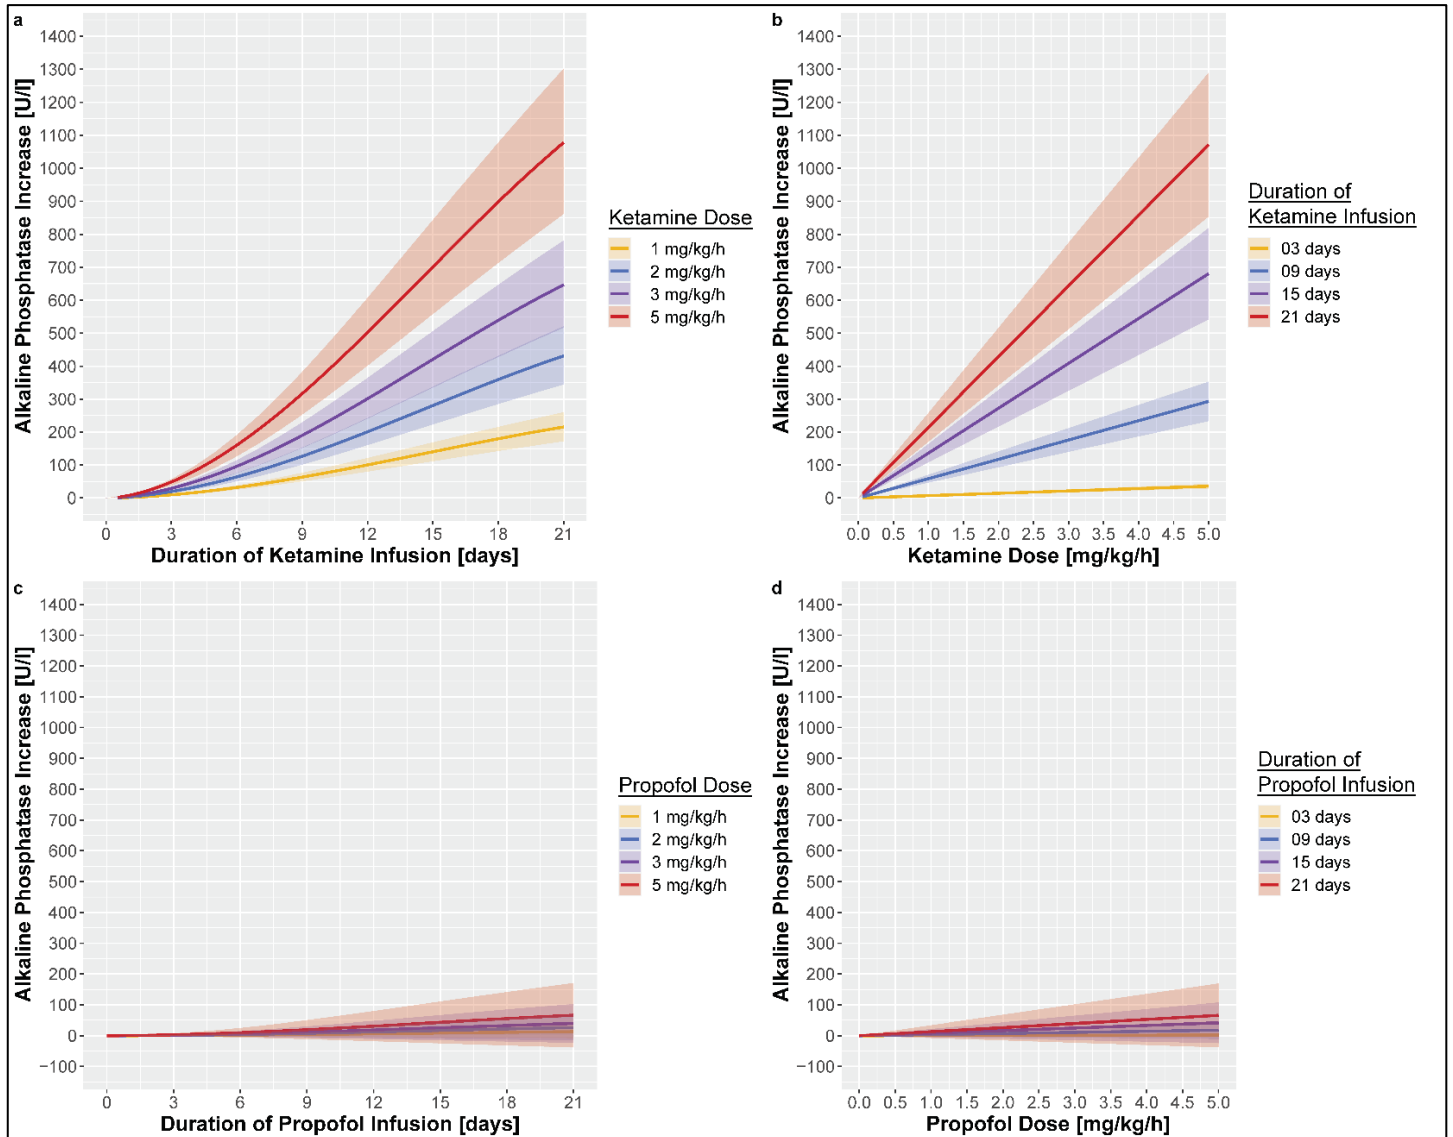 a
Alkaline Phosphatase Increase [U/l]
1400
1300
1200
1100
1000
900
800
700
600
500
400
300
200
100
0
0 3 6 9 12 15 18 21
Duration of Ketamine Infusion [days]
Ketamine Dose
1 mg/kg/h
2 mg/kg/h
3 mg/kg/h
5 mg/kg/h
b
Alkaline Phosphatase Increase [U/l]
1400
1300
1200
1100
1000
900
800
700
600
500
400
300
200
100
0
0.0 0.5 1.0 1.5 2.0 2.5 3.0 3.5 4.0 4.5 5.0
Ketamine Dose [mg/kg/h]
Duration of
Ketamine Infusion
03 days
09 days
15 days
21 days
c
Alkaline Phosphatase Increase [U/l]
1400
1300
1200
1100
1000
900
800
700
600
500
400
300
200
100
0
−100
0 3 6 9 12 15 18 21
Duration of Propofol Infusion [days]
Propofol Dose
1 mg/kg/h
2 mg/kg/h
3 mg/kg/h
5 mg/kg/h
d
Alkaline Phosphatase Increase [U/l]
1400
1300
1200
1100
1000
900
800
700
600
500
400
300
200
100
0
−100
0.0 0.5 1.0 1.5 2.0 2.5 3.0 3.5 4.0 4.5 5.0
Propofol Dose [mg/kg/h]
Duration of
Propofol Infusion
03 days
09 days
15 days
21 days